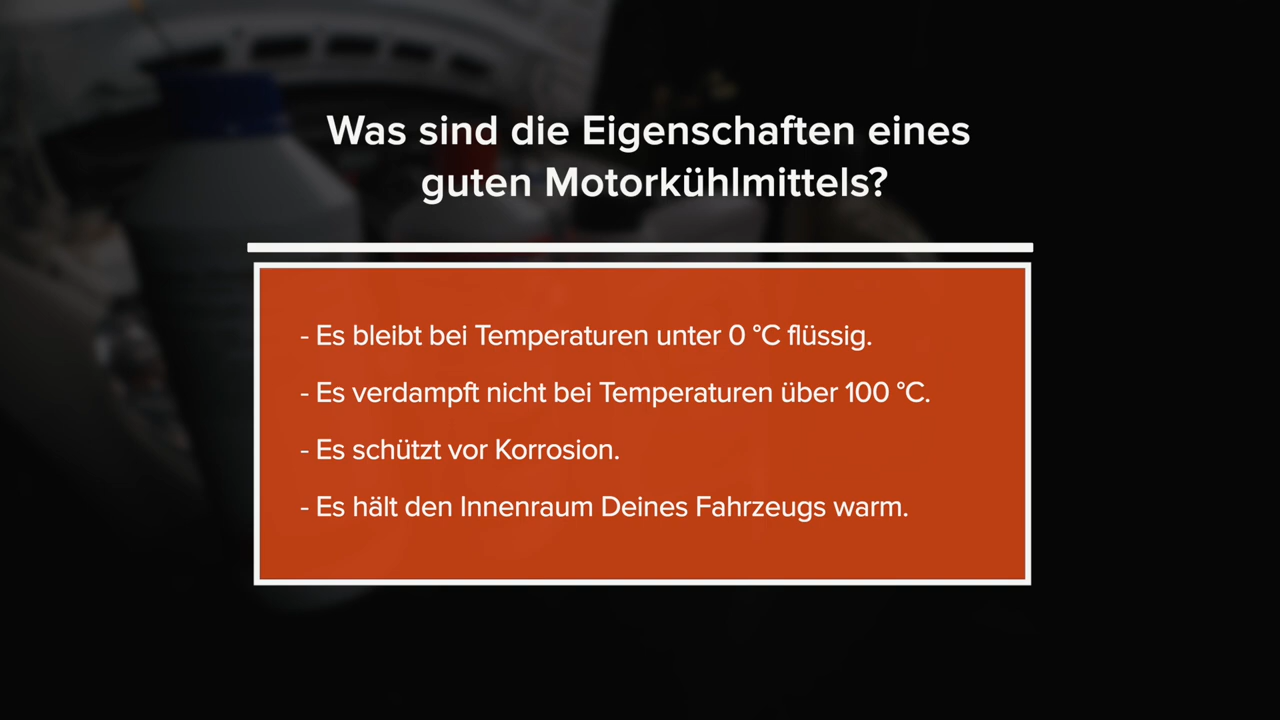 Was sind die Eigenschaften eines
guten Motorkühlmittels?
- Es bleibt bei Temperaturen unter 0 °C flüssig.
- Es verdampft nicht bei Temperaturen über 100 °C.
- Es schützt vor Korrosion.
- Es hält den Innenraum Deines Fahrzeugs warm.